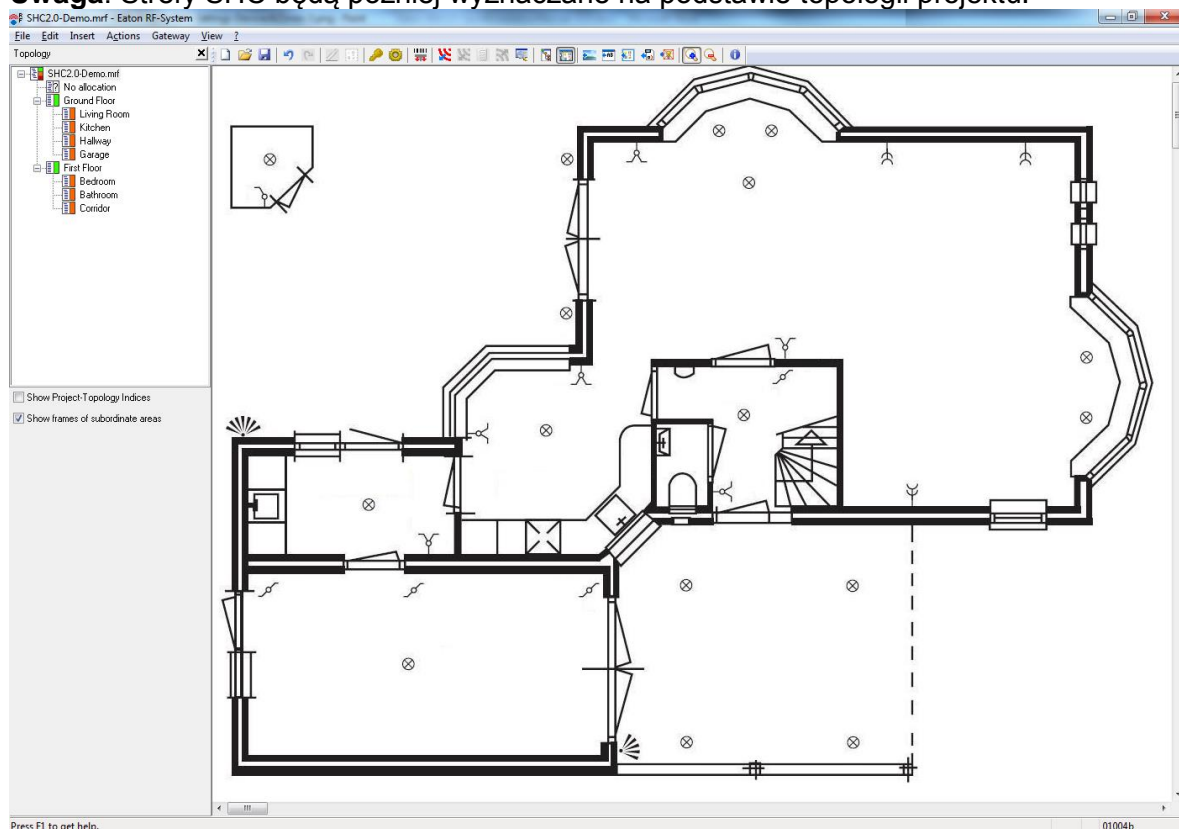 Uwaga: Strefy SHC będą później wyznaczane na podstawie topologii projektu.
SHC2.0-Demo.mrf - Eaton RF-System
File Edit Insert Actions Gateway View ?
Topology
SHC2.0-Demo.mrf
No allocation
Ground Floor
Living Room
Kitchen
Hallway
Garage
First Floor
Bedroom
Bathroom
Corridor
Show Project-Topology Indices
Show frames of subordinate areas
Press F1 to get help.
01004b